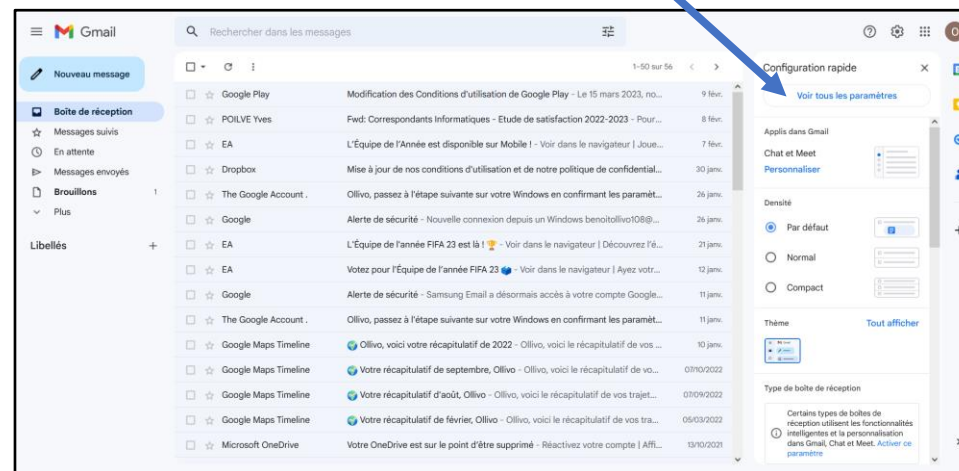 Gmail
Rechercher dans les messages
Nouveau message
1–50 sur 56
Boîte de réception
Messages suivis
En attente
Messages envoyés
Brouillons 1
Plus
Libellés +
Google Play Modification des Conditions d'utilisation de Google Play - Le 15 mars 2023, no... 9 févr.
POILVE Yves Fwd: Correspondants Informatiques - Etude de satisfaction 2022-2023 - Pour... 8 févr.
EA L'Équipe de l'Année est disponible sur Mobile ! - Voir dans le navigateur | Joue... 7 févr.
Dropbox Mise à jour de nos conditions d'utilisation et de notre politique de confidential... 30 janv.
The Google Account . Ollivo, passez à l'étape suivante sur votre Windows en confirmant les paramèt... 26 janv.
Google Alerte de sécurité - Nouvelle connexion depuis un Windows benoitollivo108@... 26 janv.
EA L'Équipe de l'année FIFA 23 est là ! 🏆 - Voir dans le navigateur | Découvrez l'é... 21 janv.
EA Votez pour l'Équipe de l'année FIFA 23 🗳 - Voir dans le navigateur | Ayez votr... 12 janv.
Google Alerte de sécurité - Samsung Email a désormais accès à votre compte Google... 11 janv.
The Google Account . Ollivo, passez à l'étape suivante sur votre Windows en confirmant les paramèt... 11 janv.
Google Maps Timeline 🌍 Ollivo, voici votre récapitulatif de 2022 - Ollivo, voici le récapitulatif de vos ... 10 janv.
Google Maps Timeline 🌍 Votre récapitulatif de septembre, Ollivo - Ollivo, voici le récapitulatif de vo... 07/10/2022
Google Maps Timeline 🌍 Votre récapitulatif d'août, Ollivo - Ollivo, voici le récapitulatif de vos trajet... 07/09/2022
Google Maps Timeline 🌍 Votre récapitulatif de février, Ollivo - Ollivo, voici le récapitulatif de vos tra... 05/03/2022
Microsoft OneDrive Votre OneDrive est sur le point d'être supprimé - Réactivez votre compte | Affi... 13/10/2021
Configuration rapide
Voir tous les paramètres
Applis dans Gmail
Chat et Meet
Personnaliser
Densité
Par défaut
Normal
Compact
Thème Tout afficher
Type de boîte de réception
Certains types de boîtes de
réception utilisent les fonctionnalités
intelligentes et la personnalisation
dans Gmail, Chat et Meet. Activer ce
paramètre